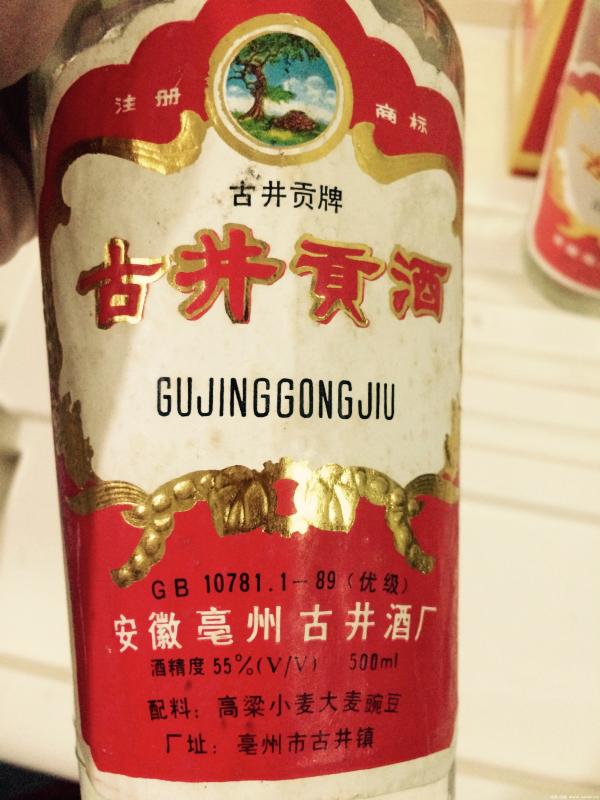 注册 商标
古井贡牌
古井贡酒
GUJINGGONGJIU
GB 10781.1-89(优级)
安徽亳州古井酒厂
酒精度55%(V/V) 500ml
配料:高粱小麦大麦豌豆
厂址:亳州市古井镇